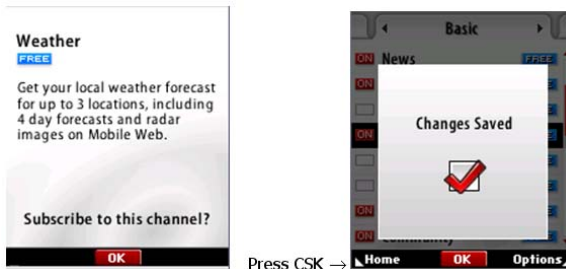 Weather
FREE
Get your local weather forecast
for up to 3 locations, including
4 day forecasts and radar
images on Mobile Web.
Subscribe to this channel?
OK
Press CSK →
Basic
ON News FREE
ON
Changes Saved
ON
ON
ON Community
Home OK Options